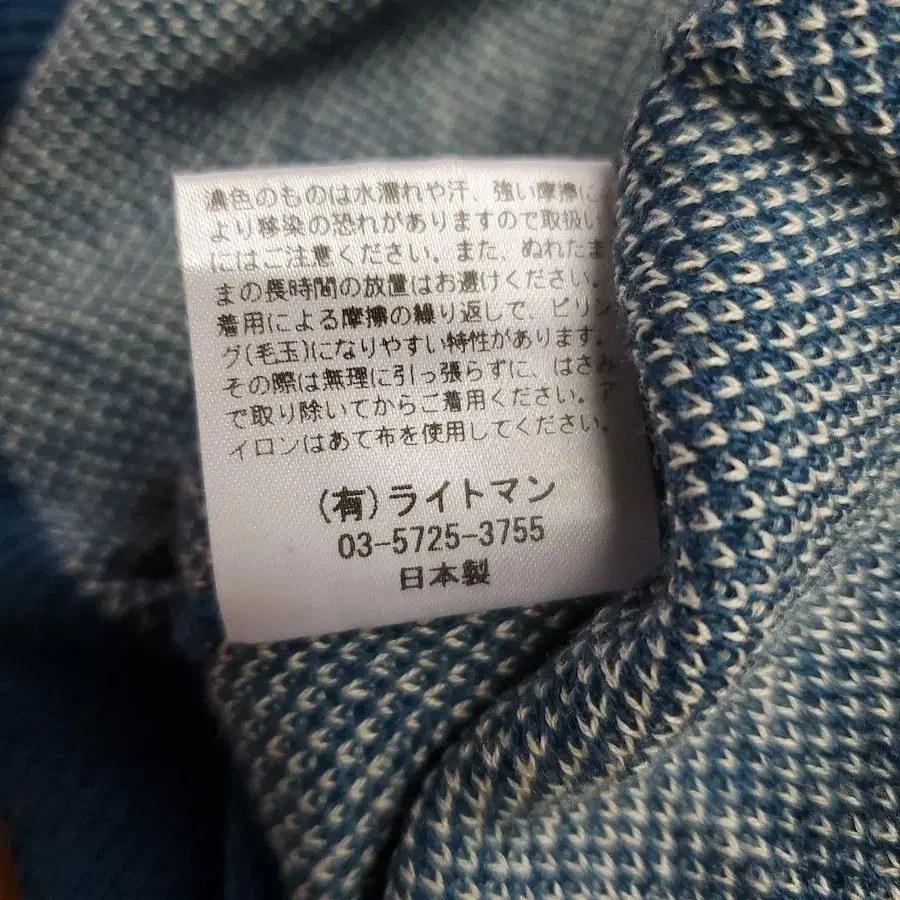 濃色のものは水濡れや汗、強い摩擦に
より移染の恐れがありますので取扱い
にはご注意ください。また、ぬれたま
まの長時間の放置はお避けください。
着用による摩擦の繰り返しで、ピリン
グ(毛玉)になりやすい特性があります。
その際は無理に引っ張らずに、はさみ
で取り除いてからご着用ください。ア
イロンはあて布を使用してください。
(有)ライトマン
03-5725-3755
日本製